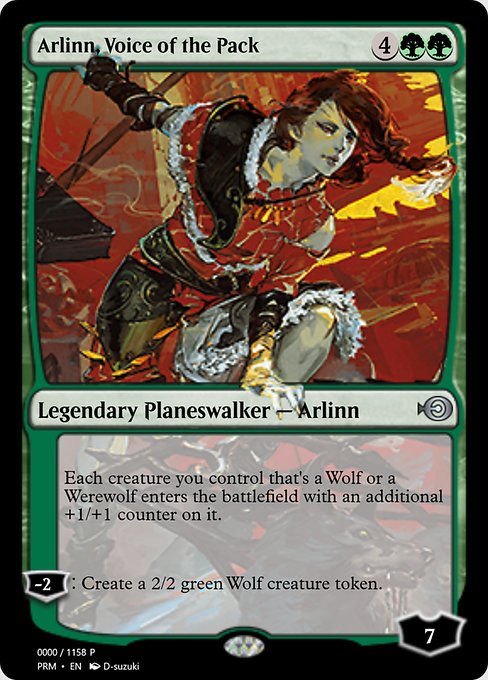 Arlinn, Voice of the Pack 4
Legendary Planeswalker — Arlinn
Each creature you control that's a Wolf or a
Werewolf enters the battlefield with an additional
+1/+1 counter on it.
-2 : Create a 2/2 green Wolf creature token.
7
0000 / 1158 P
PRM • EN D-suzuki